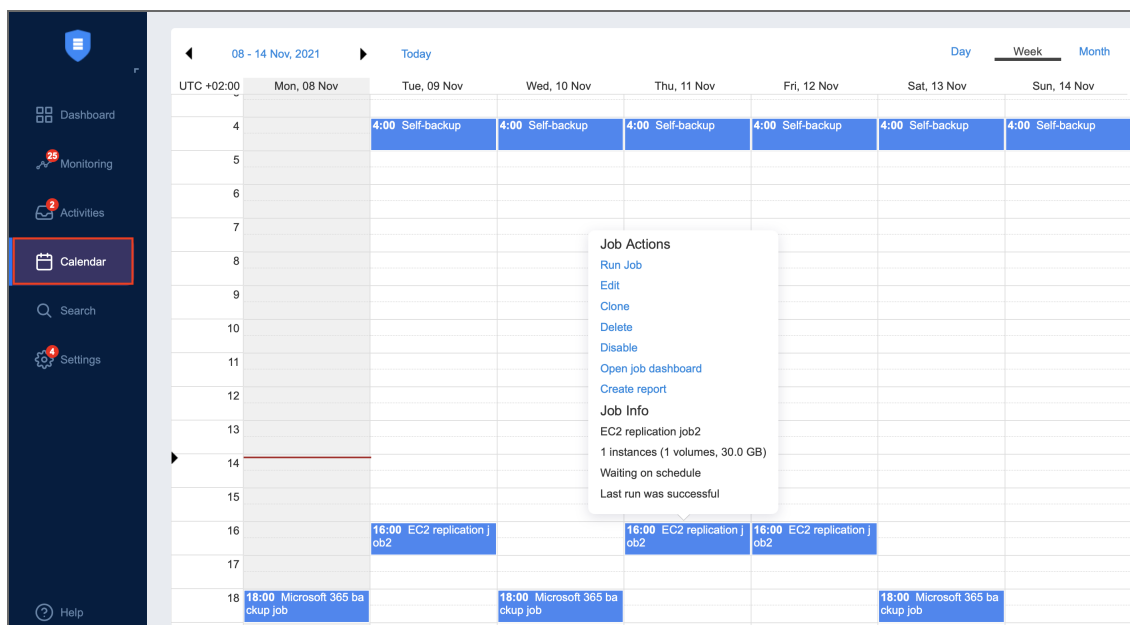 08 - 14 Nov, 2021
Today
Day
Week
Month
UTC +02:00
Mon, 08 Nov
Tue, 09 Nov
Wed, 10 Nov
Thu, 11 Nov
Fri, 12 Nov
Sat, 13 Nov
Sun, 14 Nov
Dashboard
25
Monitoring
2
Activities
Calendar
Search
4
Settings
? Help
4
4:00 Self-backup
4:00 Self-backup
4:00 Self-backup
4:00 Self-backup
4:00 Self-backup
4:00 Self-backup
5
6
7
8
9
10
11
12
13
14
15
16
16:00 EC2 replication j
ob2
16:00 EC2 replication j
ob2
16:00 EC2 replication j
ob2
17
18
18:00 Microsoft 365 ba
ckup job
18:00 Microsoft 365 ba
ckup job
18:00 Microsoft 365 ba
ckup job
Job Actions
Run Job
Edit
Clone
Delete
Disable
Open job dashboard
Create report
Job Info
EC2 replication job2
1 instances (1 volumes, 30.0 GB)
Waiting on schedule
Last run was successful